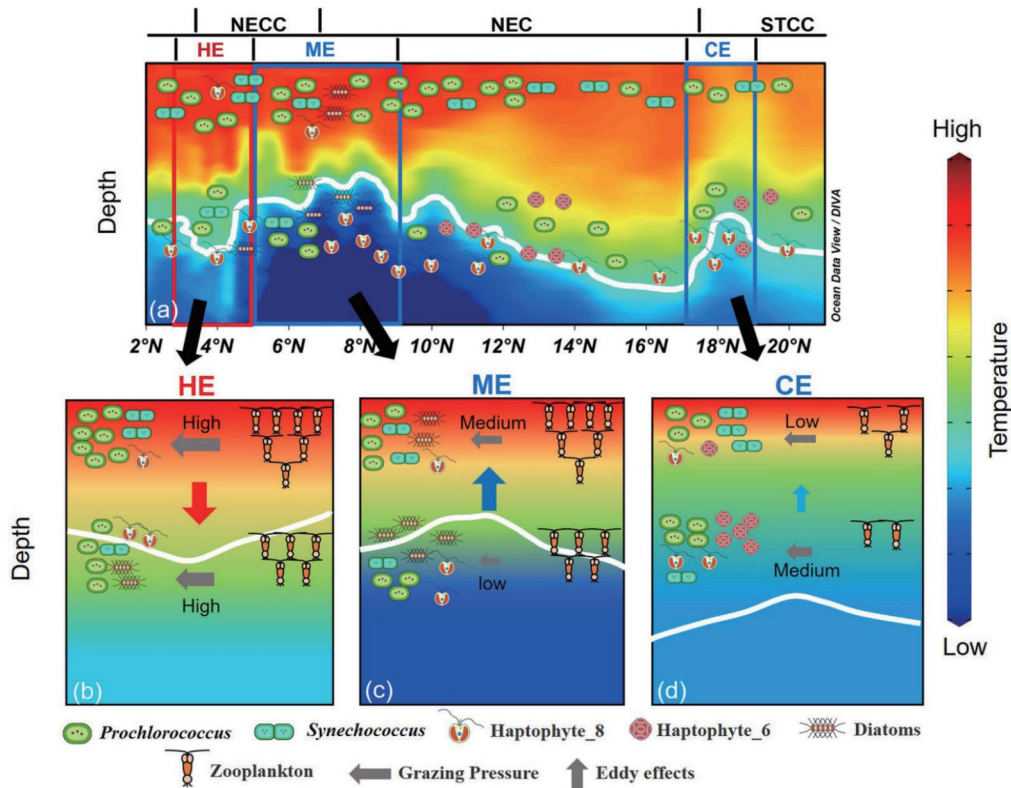 NECC NEC STCC
HE ME CE
Depth
(a)
Ocean Data View / DIVA
2°N 4°N 6°N 8°N 10°N 12°N 14°N 16°N 18°N 20°N
High
Temperature
Low
HE ME CE
Depth
High
High
(b)
Medium
low
(c)
Low
Medium
(d)
Prochlorococcus Synechococcus Haptophyte_8 Haptophyte_6 Diatoms
Zooplankton Grazing Pressure Eddy effects